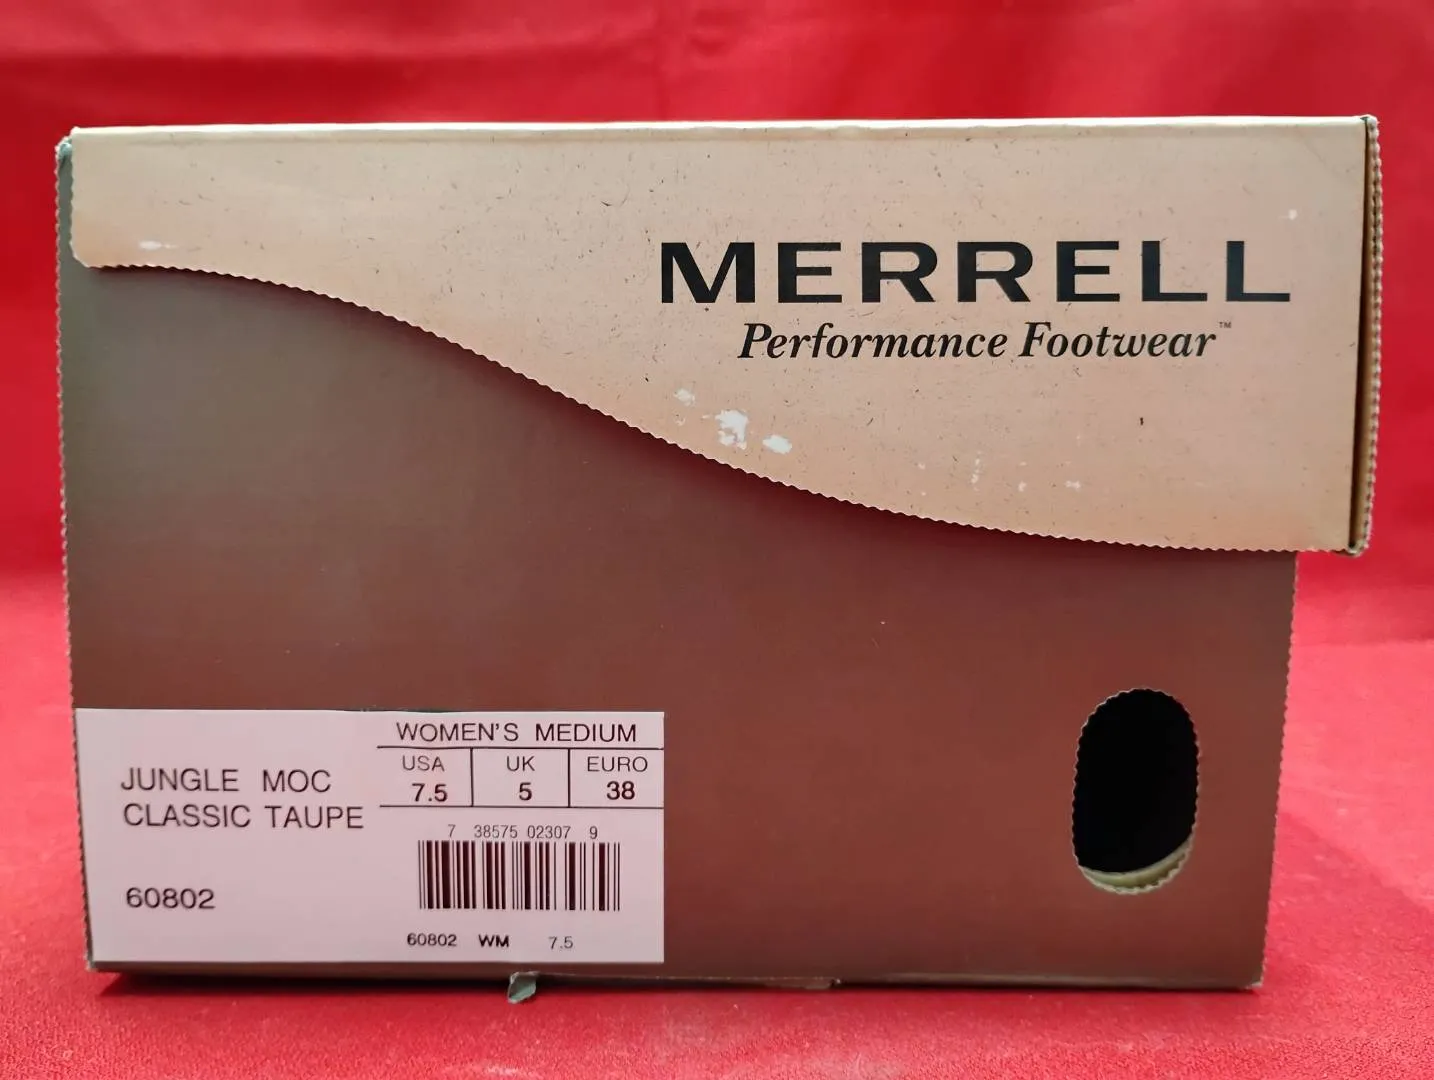 MERRELL
Performance Footwear™
WOMEN'S MEDIUM
USA UK EURO
7.5 5 38
JUNGLE MOC
CLASSIC TAUPE
7 38575 02307 9
60802
60802 WM 7.5